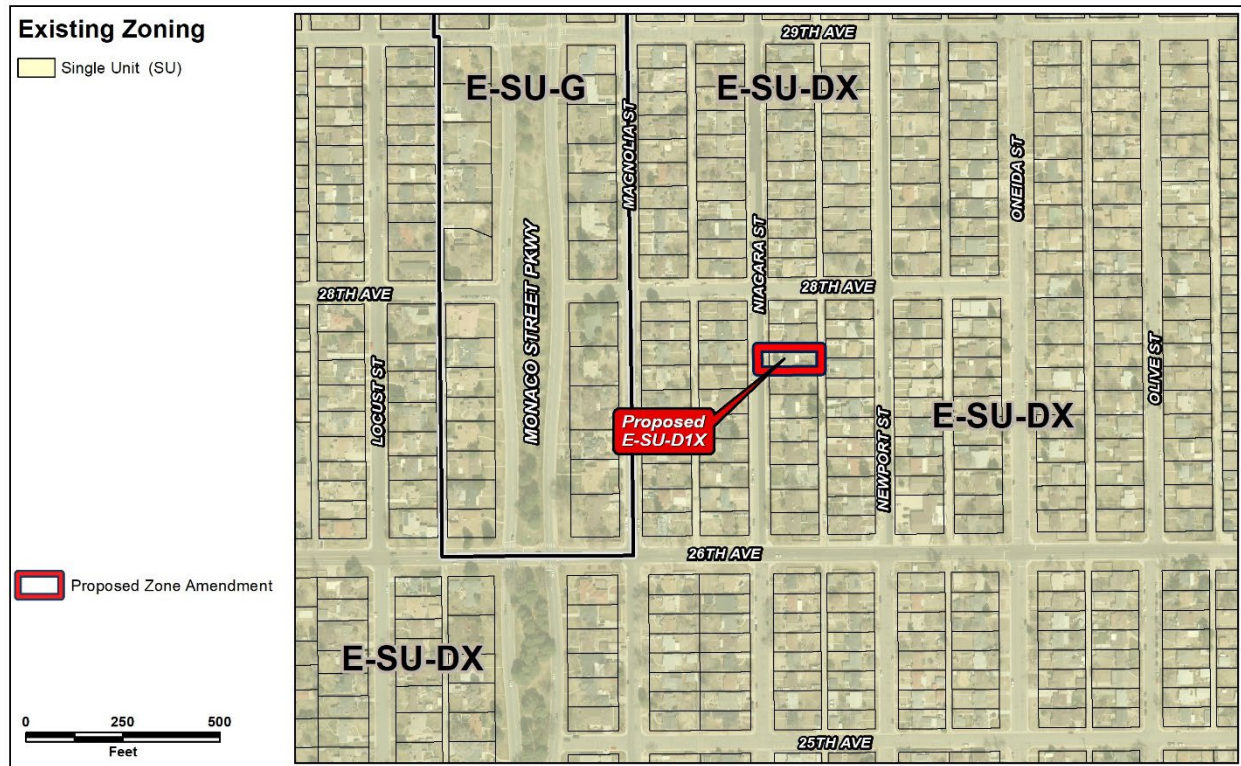 Existing Zoning
Single Unit (SU)
Proposed Zone Amendment
0 250 500
Feet
29TH AVE
E-SU-G
E-SU-DX
MAGNOLIA ST
ONEIDA ST
NIAGARA ST
MONACO STREET PKWY
28TH AVE
28TH AVE
LOCUST ST
OLIVE ST
Proposed
E-SU-D1X
E-SU-DX
NEWPORT ST
26TH AVE
E-SU-DX
25TH AVE